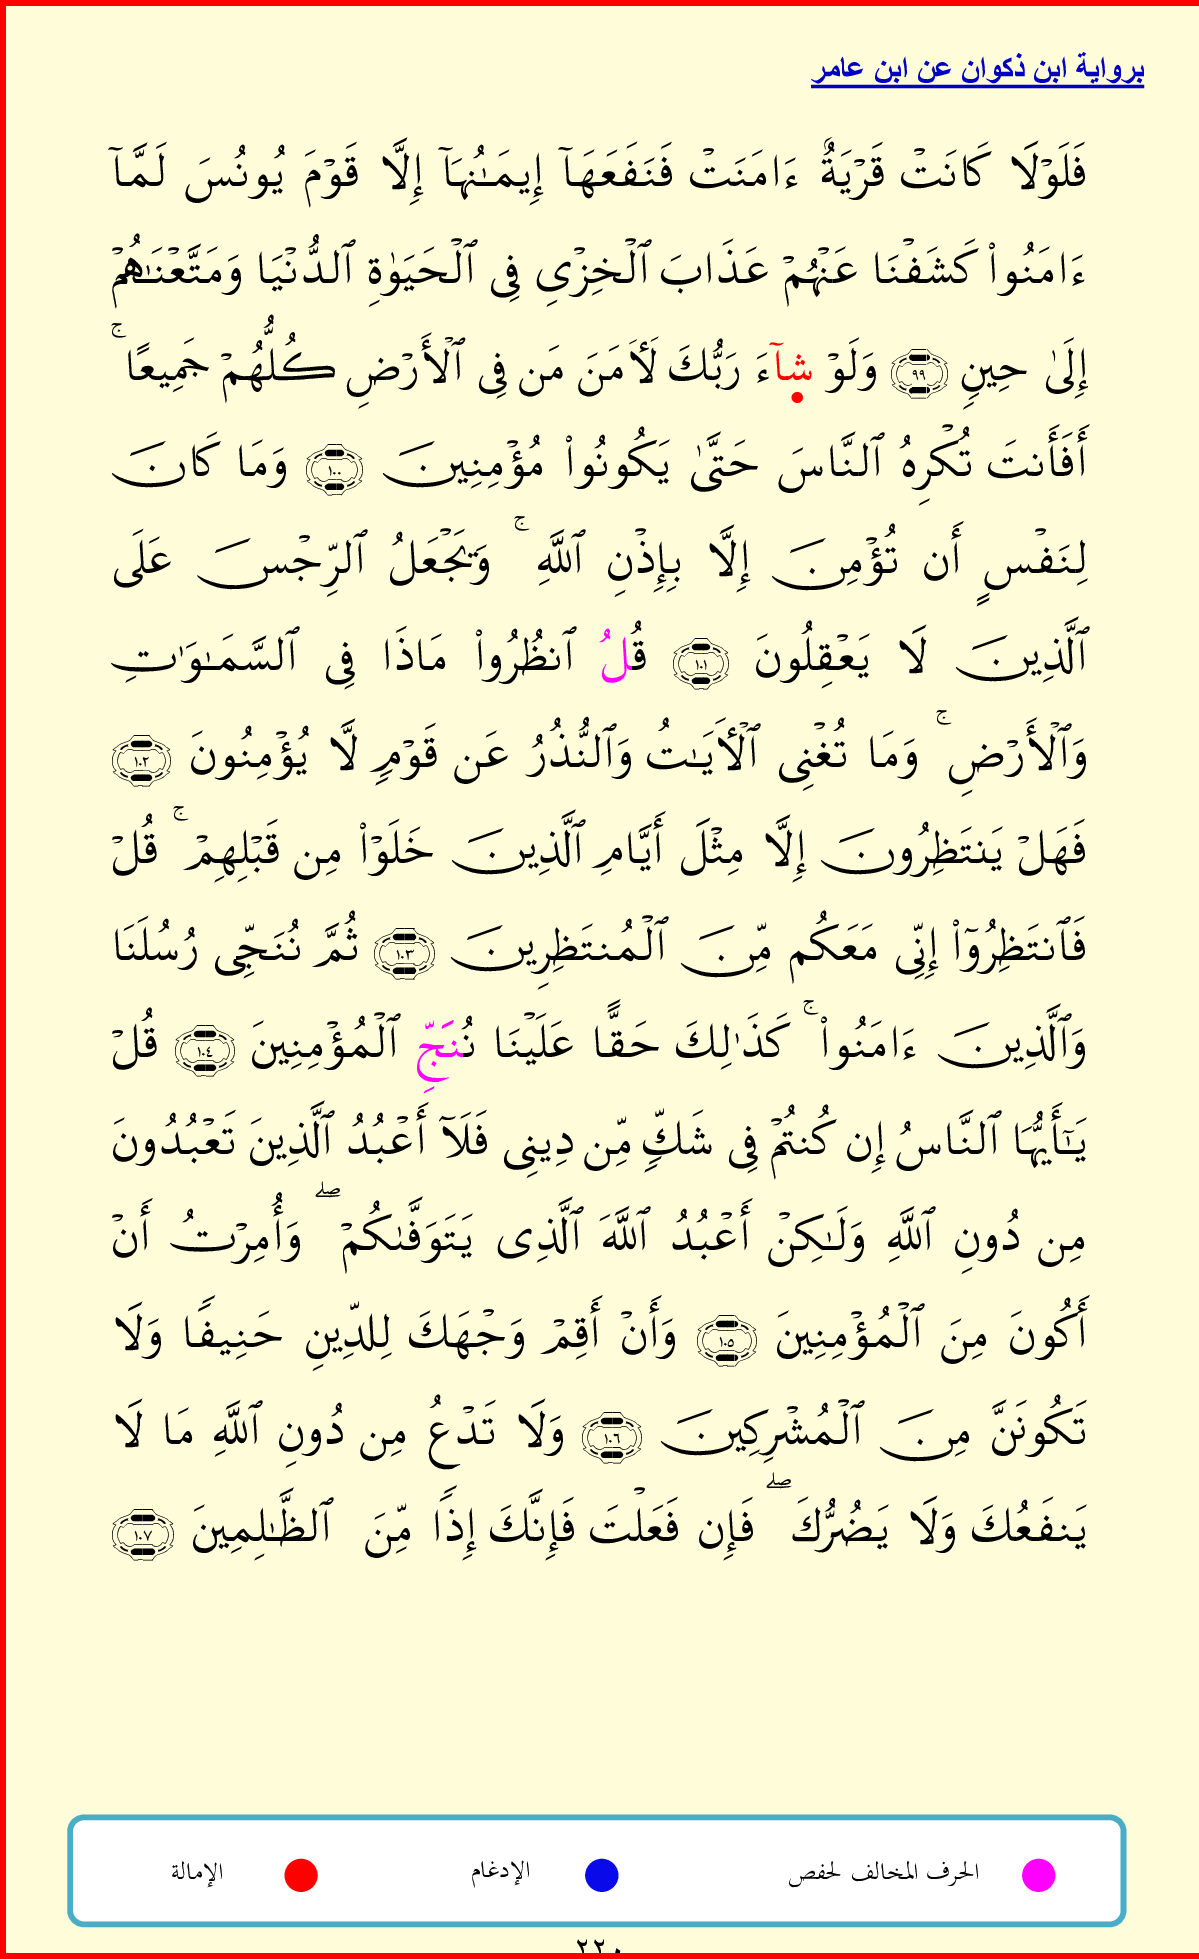 برواية ابن ذكوان عن ابن عامر
فَلَوۡلَا كَانَتۡ قَرۡيَةٌ ءَامَنَتۡ فَنَفَعَهَآ إِيمَٰنُهَآ إِلَّا قَوۡمَ يُونُسَ لَمَّآ
ءَامَنُواْ كَشَفۡنَا عَنۡهُمۡ عَذَابَ ٱلۡخِزۡيِ فِي ٱلۡحَيَوٰةِ ٱلدُّنۡيَا وَمَتَّعۡنَٰهُمۡ
إِلَىٰ حِينٖ ٩٩ وَلَوۡ شآءَ رَبُّكَ لَأٓمَنَ مَن فِي ٱلۡأَرۡضِ كُلُّهُمۡ جَمِيعًاۚ
أَفَأَنتَ تُكۡرِهُ ٱلنَّاسَ حَتَّىٰ يَكُونُواْ مُؤۡمِنِينَ ١٠٠ وَمَا كَانَ
لِنَفۡسٍ أَن تُؤۡمِنَ إِلَّا بِإِذۡنِ ٱللَّهِۚ وَيَجۡعَلُ ٱلرِّجۡسَ عَلَى
ٱلَّذِينَ لَا يَعۡقِلُونَ ١٠١ قُلُ ٱنظُرُواْ مَاذَا فِي ٱلسَّمَٰوَٰتِ
وَٱلۡأَرۡضِۚ وَمَا تُغۡنِي ٱلۡأٓيَٰتُ وَٱلنُّذُرُ عَن قَوۡمٖ لَّا يُؤۡمِنُونَ ١٠٢
فَهَلۡ يَنتَظِرُونَ إِلَّا مِثۡلَ أَيَّامِ ٱلَّذِينَ خَلَوۡاْ مِن قَبۡلِهِمۡۚ قُلۡ
فَٱنتَظِرُوٓاْ إِنِّي مَعَكُم مِّنَ ٱلۡمُنتَظِرِينَ ١٠٣ ثُمَّ نُنَجِّي رُسُلَنَا
وَٱلَّذِينَ ءَامَنُواْۚ كَذَٰلِكَ حَقًّا عَلَيۡنَا نُنَجِّ ٱلۡمُؤۡمِنِينَ ١٠٤ قُلۡ
يَٰٓأَيُّهَا ٱلنَّاسُ إِن كُنتُمۡ فِي شَكّٖ مِّن دِينِي فَلَآ أَعۡبُدُ ٱلَّذِينَ تَعۡبُدُونَ
مِن دُونِ ٱللَّهِ وَلَٰكِنۡ أَعۡبُدُ ٱللَّهَ ٱلَّذِي يَتَوَفَّىٰكُمۡۖ وَأُمِرۡتُ أَنۡ
أَكُونَ مِنَ ٱلۡمُؤۡمِنِينَ ١٠٥ وَأَنۡ أَقِمۡ وَجۡهَكَ لِلدِّينِ حَنِيفٗا وَلَا
تَكُونَنَّ مِنَ ٱلۡمُشۡرِكِينَ ١٠٦ وَلَا تَدۡعُ مِن دُونِ ٱللَّهِ مَا لَا
يَنفَعُكَ وَلَا يَضُرُّكَۖ فَإِن فَعَلۡتَ فَإِنَّكَ إِذٗا مِّنَ ٱلظَّٰلِمِينَ ١٠٧
الحرف المخالف لحفص الإدغام الإمالة
٢٢٠